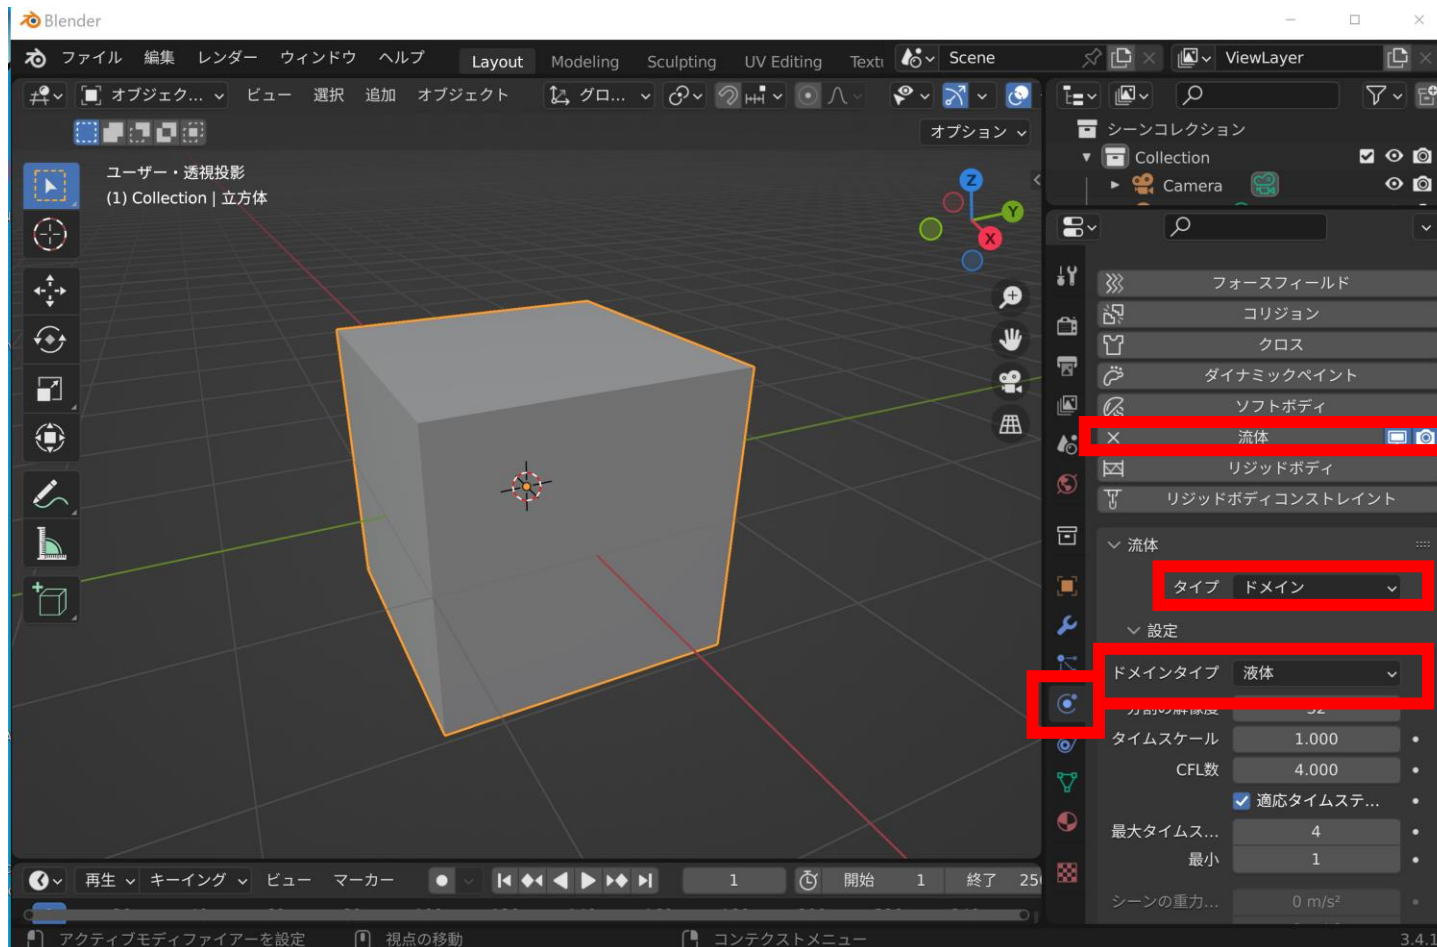 Blender
ファイル 編集 レンダー ウィンドウ ヘルプ Layout Modeling Sculpting UV Editing Scene ViewLayer
オブジェク... ビュー 選択 追加 オブジェクト グロ...
オプション
シーンコレクション
Collection
Camera
ユーザー・透視投影
(1) Collection | 立方体
Z
Y
X
フォースフィールド
コリジョン
クロス
ダイナミックペイント
ソフトボディ
流体
リジッドボディ
リジッドボディコンストレイント
流体
タイプ ドメイン
設定
ドメインタイプ 液体
分割の解像度 32
タイムスケール 1.000
CFL数 4.000
適応タイムステ...
最大タイムス... 4
最小 1
シーンの重力... 0 m/s²
再生 キーイング ビュー マーカー 1 開始 1 終了 25
アクティブモディファイアーを設定 視点の移動 コンテクストメニュー 3.4.1